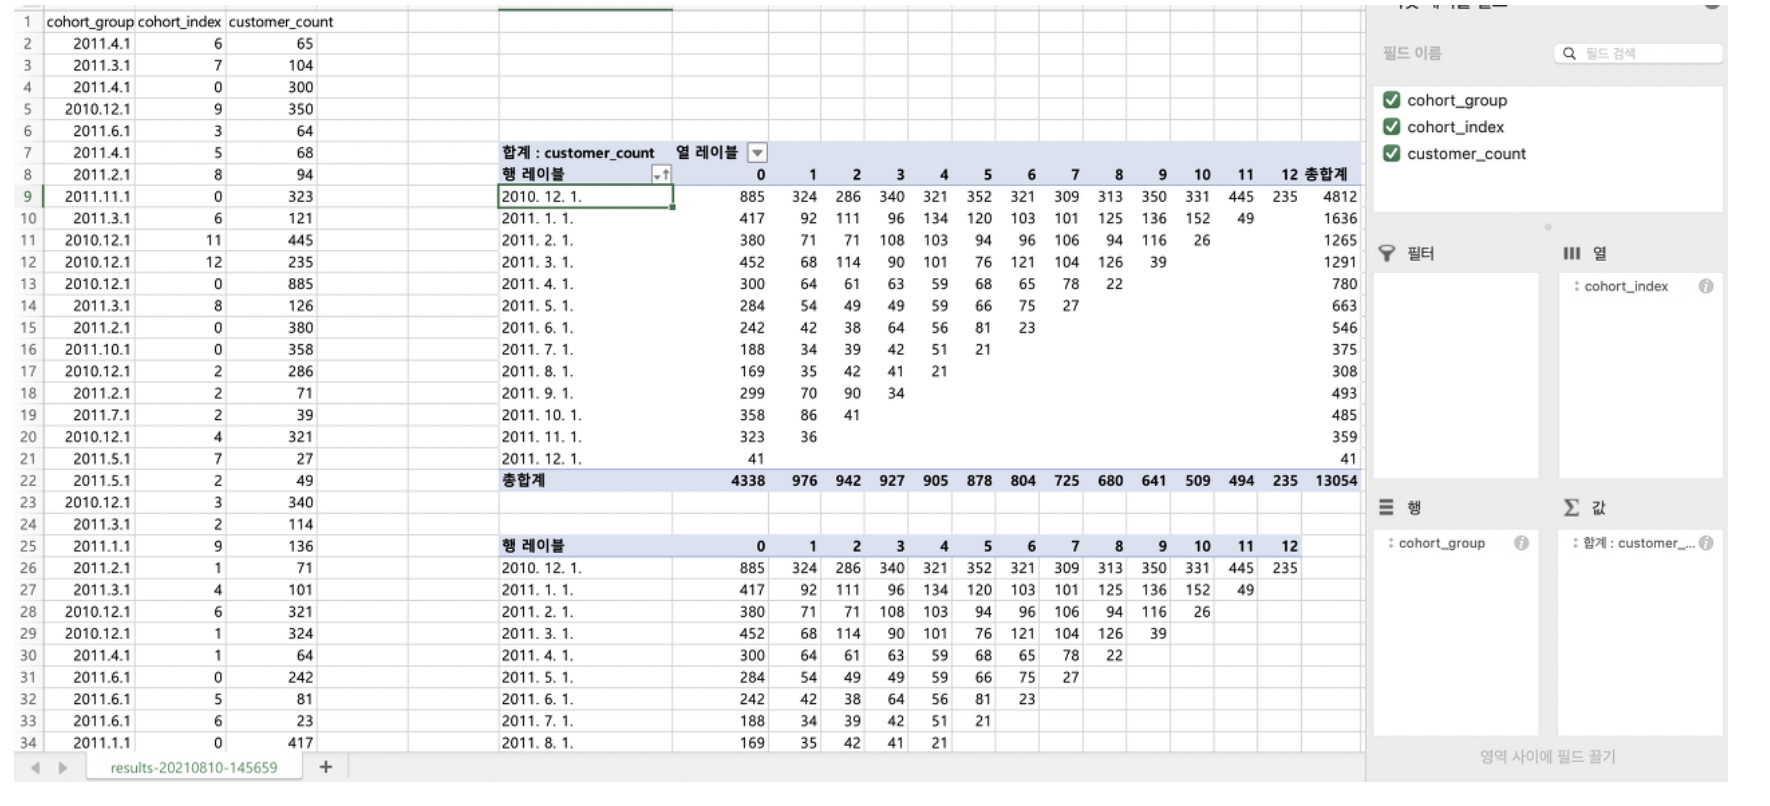 1 cohort_group cohort_index customer_count
2 2011.4.1 6 65
3 2011.3.1 7 104
4 2011.4.1 0 300
5 2010.12.1 9 350
6 2011.6.1 3 64
7 2011.4.1 5 68 합계 : customer_count 열 레이블
8 2011.2.1 8 94 행 레이블 0 1 2 3 4 5 6 7 8 9 10 11 12 총합계
9 2011.11.1 0 323 2010. 12. 1. 885 324 286 340 321 352 321 309 313 350 331 445 235 4812
10 2011.3.1 6 121 2011. 1. 1. 417 92 111 96 134 120 103 101 125 136 152 49 1636
11 2010.12.1 11 445 2011. 2. 1. 380 71 71 108 103 94 96 106 94 116 26 1265
12 2010.12.1 12 235 2011. 3. 1. 452 68 114 90 101 76 121 104 126 39 1291
13 2010.12.1 0 885 2011. 4. 1. 300 64 61 63 59 68 65 78 22 780
14 2011.3.1 8 126 2011. 5. 1. 284 54 49 49 59 66 75 27 663
15 2011.2.1 0 380 2011. 6. 1. 242 42 38 64 56 81 23 546
16 2011.10.1 0 358 2011. 7. 1. 188 34 39 42 51 21 375
17 2010.12.1 2 286 2011. 8. 1. 169 35 42 41 21 308
18 2011.2.1 2 71 2011. 9. 1. 299 70 90 34 493
19 2011.7.1 2 39 2011. 10. 1. 358 86 41 485
20 2010.12.1 4 321 2011. 11. 1. 323 36 359
21 2011.5.1 7 27 2011. 12. 1. 41 41
22 2011.5.1 2 49 총합계 4338 976 942 927 905 878 804 725 680 641 509 494 235 13054
23 2010.12.1 3 340
24 2011.3.1 2 114
25 2011.1.1 9 136 행 레이블 0 1 2 3 4 5 6 7 8 9 10 11 12
26 2011.2.1 1 71 2010. 12. 1. 885 324 286 340 321 352 321 309 313 350 331 445 235
27 2011.3.1 4 101 2011. 1. 1. 417 92 111 96 134 120 103 101 125 136 152 49
28 2010.12.1 6 321 2011. 2. 1. 380 71 71 108 103 94 96 106 94 116 26
29 2010.12.1 1 324 2011. 3. 1. 452 68 114 90 101 76 121 104 126 39
30 2011.4.1 1 64 2011. 4. 1. 300 64 61 63 59 68 65 78 22
31 2011.6.1 0 242 2011. 5. 1. 284 54 49 49 59 66 75 27
32 2011.6.1 5 81 2011. 6. 1. 242 42 38 64 56 81 23
33 2011.6.1 6 23 2011. 7. 1. 188 34 39 42 51 21
34 2011.1.1 0 417 2011. 8. 1. 169 35 42 41 21
results-20210810-145659 +
필드 이름 필드 검색
cohort_group
cohort_index
customer_count
필터 열
: cohort_index
행 Σ 값
: cohort_group : 합계 : customer_...
영역 사이에 필드 끌기